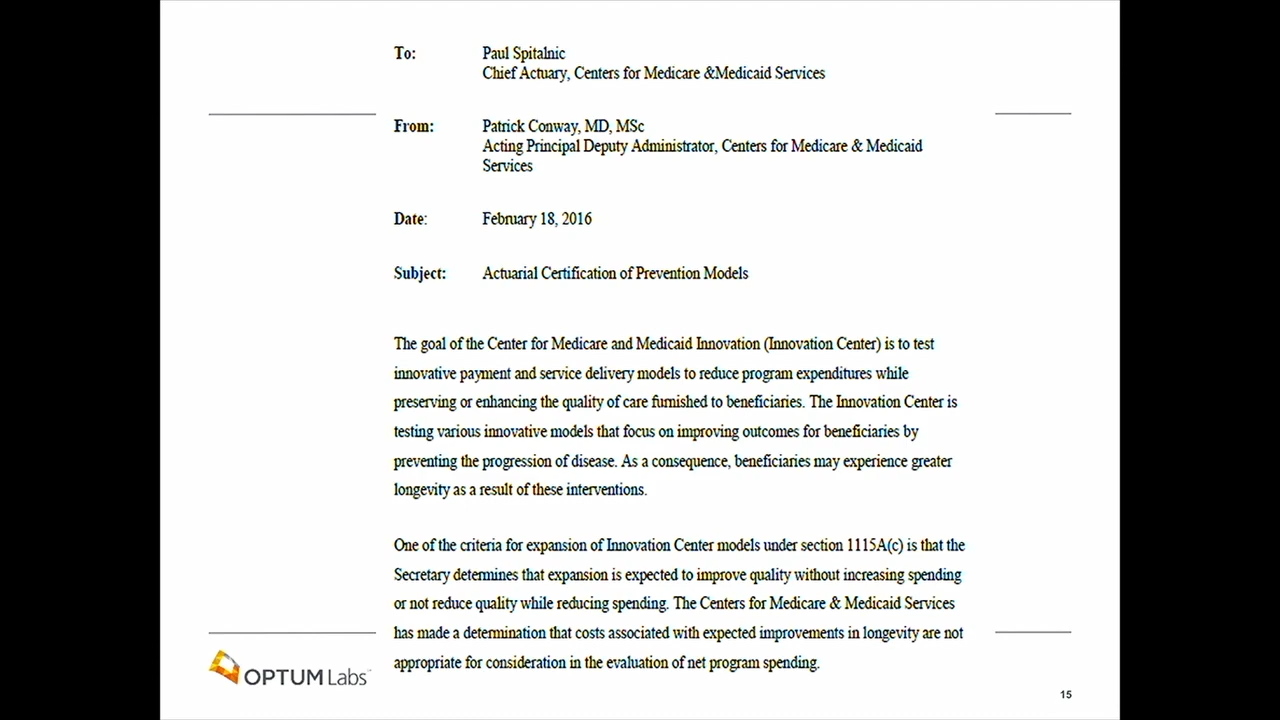 To: Paul Spitalnic
Chief Actuary, Centers for Medicare &Medicaid Services
From: Patrick Conway, MD, MSc
Acting Principal Deputy Administrator, Centers for Medicare & Medicaid
Services
Date: February 18, 2016
Subject: Actuarial Certification of Prevention Models
The goal of the Center for Medicare and Medicaid Innovation (Innovation Center) is to test
innovative payment and service delivery models to reduce program expenditures while
preserving or enhancing the quality of care furnished to beneficiaries. The Innovation Center is
testing various innovative models that focus on improving outcomes for beneficiaries by
preventing the progression of disease. As a consequence, beneficiaries may experience greater
longevity as a result of these interventions.
One of the criteria for expansion of Innovation Center models under section 1115A(c) is that the
Secretary determines that expansion is expected to improve quality without increasing spending
or not reduce quality while reducing spending. The Centers for Medicare & Medicaid Services
has made a determination that costs associated with expected improvements in longevity are not
appropriate for consideration in the evaluation of net program spending.
OPTUM Labs™
15